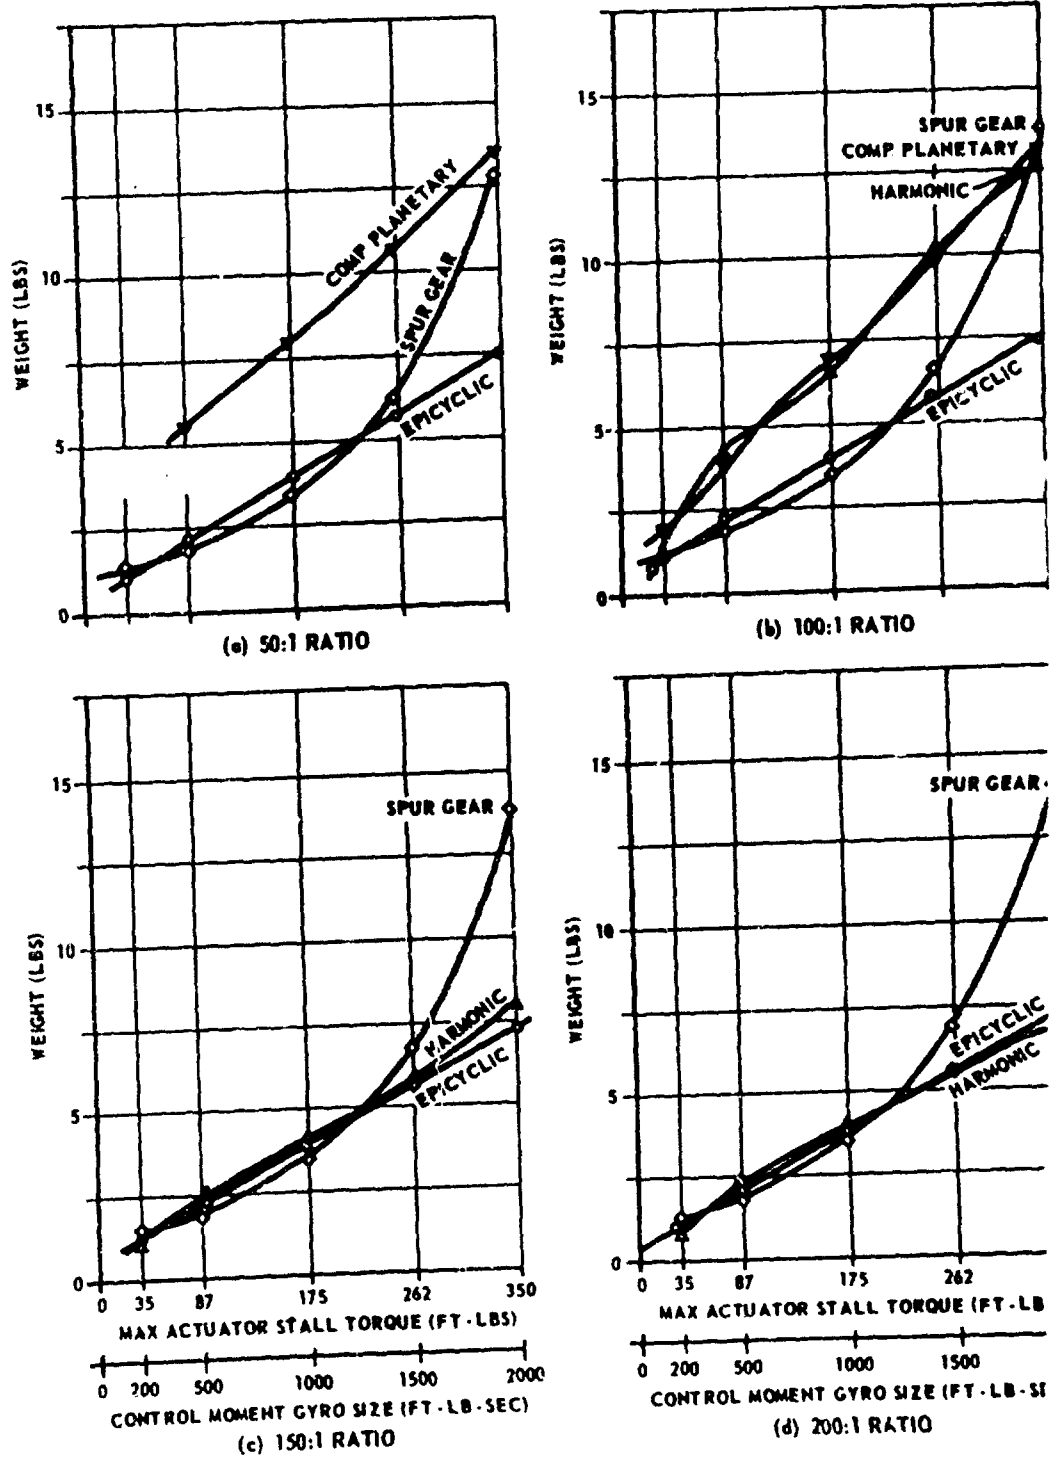 15
10
5
0
WEIGHT (LBS)
COMP PLANETARY
SPUR GEAR
EPICYCLIC
(a) 50:1 RATIO
15
10
5
0
WEIGHT (LBS)
SPUR GEAR
COMP PLANETARY
HARMONIC
EPICYCLIC
(b) 100:1 RATIO
15
10
5
0
WEIGHT (LBS)
SPUR GEAR
HARMONIC
EPICYCLIC
0 35 87 175 262 350
MAX ACTUATOR STALL TORQUE (FT-LBS)
0 200 500 1000 1500 2000
CONTROL MOMENT GYRO SIZE (FT-LB-SEC)
(c) 150:1 RATIO
15
10
5
0
WEIGHT (LBS)
SPUR GEAR
EPICYCLIC
HARMONIC
0 35 87 175 262
MAX ACTUATOR STALL TORQUE (FT-LB
0 200 500 1000 1500
CONTROL MOMENT GYRO SIZE (FT-LB-SE
(d) 200:1 RATIO